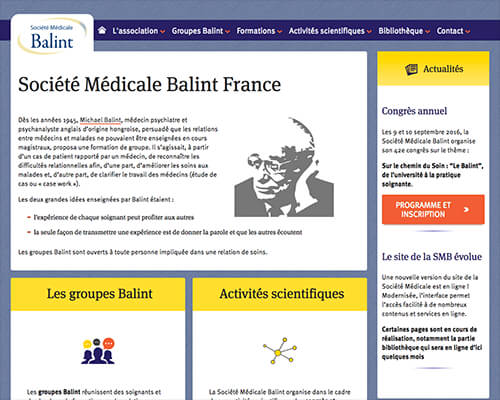 Société Médicale
Balint
L'association
Groupes Balint
Formations
Activités scientifiques
Bibliothèque
Contact
Société Médicale Balint France
Dès les années 1945, Michael Balint, médecin psychiatre et
psychanalyste anglais d'origine hongroise, persuadé que les relations
entre médecins et malades ne pouvaient être enseignées en cours
magistraux, proposa une formation de groupe. Il s'agissait, à partir
d'un cas de patient rapporté par un médecin, de reconnaître les
difficultés relationnelles afin, d'une part, d'améliorer les soins aux
malades et, d'autre part, de clarifier le travail des médecins (étude de
cas ou « case work »).
Les deux grandes idées enseignées par Balint étaient :
l'expérience de chaque soignant peut profiter aux autres
la seule façon de transmettre une expérience est de donner la parole et que les autres écoutent
Les groupes Balint sont ouverts à toute personne impliquée dans une relation de soins.
Les groupes Balint
Les groupes Balint réunissent des soignants et
Activités scientifiques
La Société Médicale Balint organise dans le cadre
Actualités
Congrès annuel
Les 9 et 10 septembre 2016, la
Société Médicale Balint organise
son 42e congrès sur le thème :
Sur le chemin du Soin : "Le Balint",
de l'université à la pratique
soignante.
PROGRAMME ET
INSCRIPTION
Le site de la SMB évolue
Une nouvelle version du site de la
Société Médicale est en ligne !
Modernisée, l'interface permet
l'accès facilité à de nombreux
contenus et services en ligne.
Certaines pages sont en cours de
réalisation, notamment la partie
bibliothèque qui sera en ligne d'ici
quelques mois